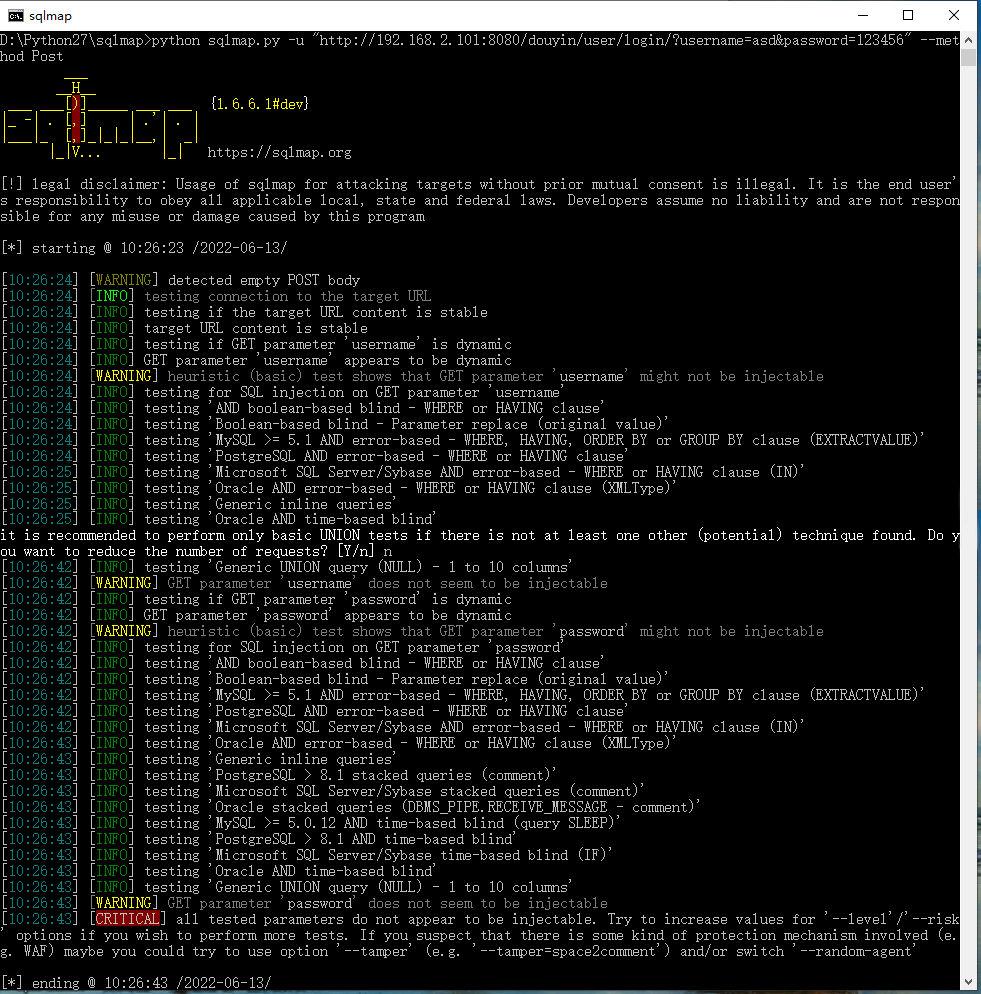 sqlmap
D:\Python27\sqlmap>python sqlmap.py -u "http://192.168.2.101:8080/douyin/user/login/?username=asd&password=123456" --met
hod Post
        ___
       __H__
 ___ ___[)]_____ ___ ___  {1.6.6.1#dev}
|_ -| . [,]     | .'| . |
|___|_  [,]_|_|_|__,|  _|
      |_|V...       |_|   https://sqlmap.org
[!] legal disclaimer: Usage of sqlmap for attacking targets without prior mutual consent is illegal. It is the end user'
s responsibility to obey all applicable local, state and federal laws. Developers assume no liability and are not respon
sible for any misuse or damage caused by this program
[*] starting @ 10:26:23 /2022-06-13/
[10:26:24] [WARNING] detected empty POST body
[10:26:24] [INFO] testing connection to the target URL
[10:26:24] [INFO] testing if the target URL content is stable
[10:26:24] [INFO] target URL content is stable
[10:26:24] [INFO] testing if GET parameter 'username' is dynamic
[10:26:24] [INFO] GET parameter 'username' appears to be dynamic
[10:26:24] [WARNING] heuristic (basic) test shows that GET parameter 'username' might not be injectable
[10:26:24] [INFO] testing for SQL injection on GET parameter 'username'
[10:26:24] [INFO] testing 'AND boolean-based blind - WHERE or HAVING clause'
[10:26:24] [INFO] testing 'Boolean-based blind - Parameter replace (original value)'
[10:26:24] [INFO] testing 'MySQL >= 5.1 AND error-based - WHERE, HAVING, ORDER BY or GROUP BY clause (EXTRACTVALUE)'
[10:26:24] [INFO] testing 'PostgreSQL AND error-based - WHERE or HAVING clause'
[10:26:25] [INFO] testing 'Microsoft SQL Server/Sybase AND error-based - WHERE or HAVING clause (IN)'
[10:26:25] [INFO] testing 'Oracle AND error-based - WHERE or HAVING clause (XMLType)'
[10:26:25] [INFO] testing 'Generic inline queries'
[10:26:25] [INFO] testing 'Oracle AND time-based blind'
it is recommended to perform only basic UNION tests if there is not at least one other (potential) technique found. Do y
ou want to reduce the number of requests? [Y/n] n
[10:26:42] [INFO] testing 'Generic UNION query (NULL) - 1 to 10 columns'
[10:26:42] [WARNING] GET parameter 'username' does not seem to be injectable
[10:26:42] [INFO] testing if GET parameter 'password' is dynamic
[10:26:42] [INFO] GET parameter 'password' appears to be dynamic
[10:26:42] [WARNING] heuristic (basic) test shows that GET parameter 'password' might not be injectable
[10:26:42] [INFO] testing for SQL injection on GET parameter 'password'
[10:26:42] [INFO] testing 'AND boolean-based blind - WHERE or HAVING clause'
[10:26:42] [INFO] testing 'Boolean-based blind - Parameter replace (original value)'
[10:26:42] [INFO] testing 'MySQL >= 5.1 AND error-based - WHERE, HAVING, ORDER BY or GROUP BY clause (EXTRACTVALUE)'
[10:26:42] [INFO] testing 'PostgreSQL AND error-based - WHERE or HAVING clause'
[10:26:42] [INFO] testing 'Microsoft SQL Server/Sybase AND error-based - WHERE or HAVING clause (IN)'
[10:26:43] [INFO] testing 'Oracle AND error-based - WHERE or HAVING clause (XMLType)'
[10:26:43] [INFO] testing 'Generic inline queries'
[10:26:43] [INFO] testing 'PostgreSQL > 8.1 stacked queries (comment)'
[10:26:43] [INFO] testing 'Microsoft SQL Server/Sybase stacked queries (comment)'
[10:26:43] [INFO] testing 'Oracle stacked queries (DBMS_PIPE.RECEIVE_MESSAGE - comment)'
[10:26:43] [INFO] testing 'MySQL >= 5.0.12 AND time-based blind (query SLEEP)'
[10:26:43] [INFO] testing 'PostgreSQL > 8.1 AND time-based blind'
[10:26:43] [INFO] testing 'Microsoft SQL Server/Sybase time-based blind (IF)'
[10:26:43] [INFO] testing 'Oracle AND time-based blind'
[10:26:43] [INFO] testing 'Generic UNION query (NULL) - 1 to 10 columns'
[10:26:43] [WARNING] GET parameter 'password' does not seem to be injectable
[10:26:43] [CRITICAL] all tested parameters do not appear to be injectable. Try to increase values for '--level'/'--risk
' options if you wish to perform more tests. If you suspect that there is some kind of protection mechanism involved (e.
g. WAF) maybe you could try to use option '--tamper' (e.g. '--tamper=space2comment') and/or switch '--random-agent'
[*] ending @ 10:26:43 /2022-06-13/